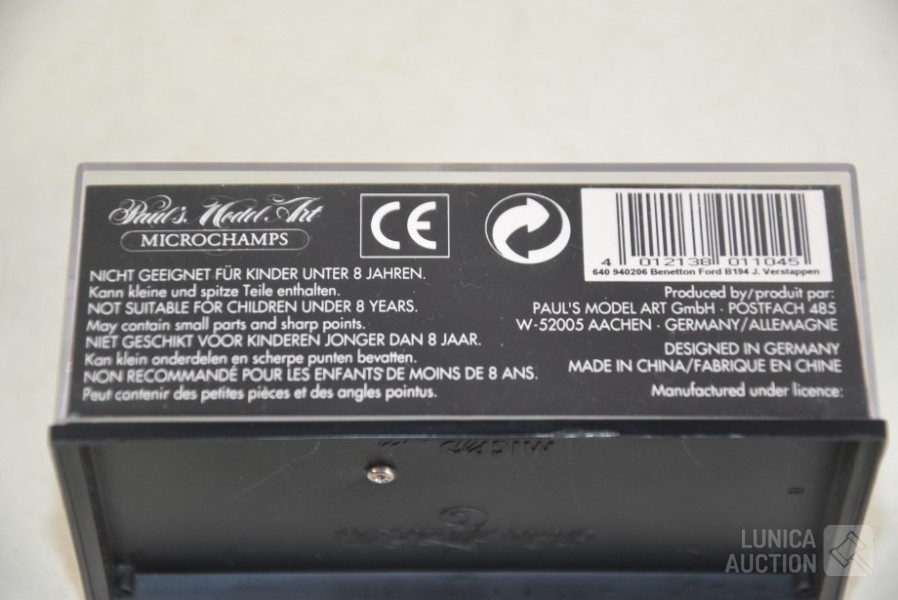 Paul's Model Art
MICROCHAMPS
NICHT GEEIGNET FÜR KINDER UNTER 8 JAHREN.
Kann kleine und spitze Teile enthalten.
NOT SUITABLE FOR CHILDREN UNDER 8 YEARS.
May contain small parts and sharp points.
NIET GESCHIKT VOOR KINDEREN JONGER DAN 8 JAAR.
Kan klein onderdelen en scherpe punten bevatten.
NON RECOMMANDÉ POUR LES ENFANTS DE MOINS DE 8 ANS.
Peut contenir des petites pièces et des angles pointus.
CE
4 012138 011045
640 940206 Benetton Ford B194 J. Verstappen
Produced by/produit par:
PAUL'S MODEL ART GmbH · POSTFACH 485
W-52005 AACHEN · GERMANY/ALLEMAGNE
DESIGNED IN GERMANY
MADE IN CHINA/FABRIQUE EN CHINE
Manufactured under licence:
LUNICA
AUCTION